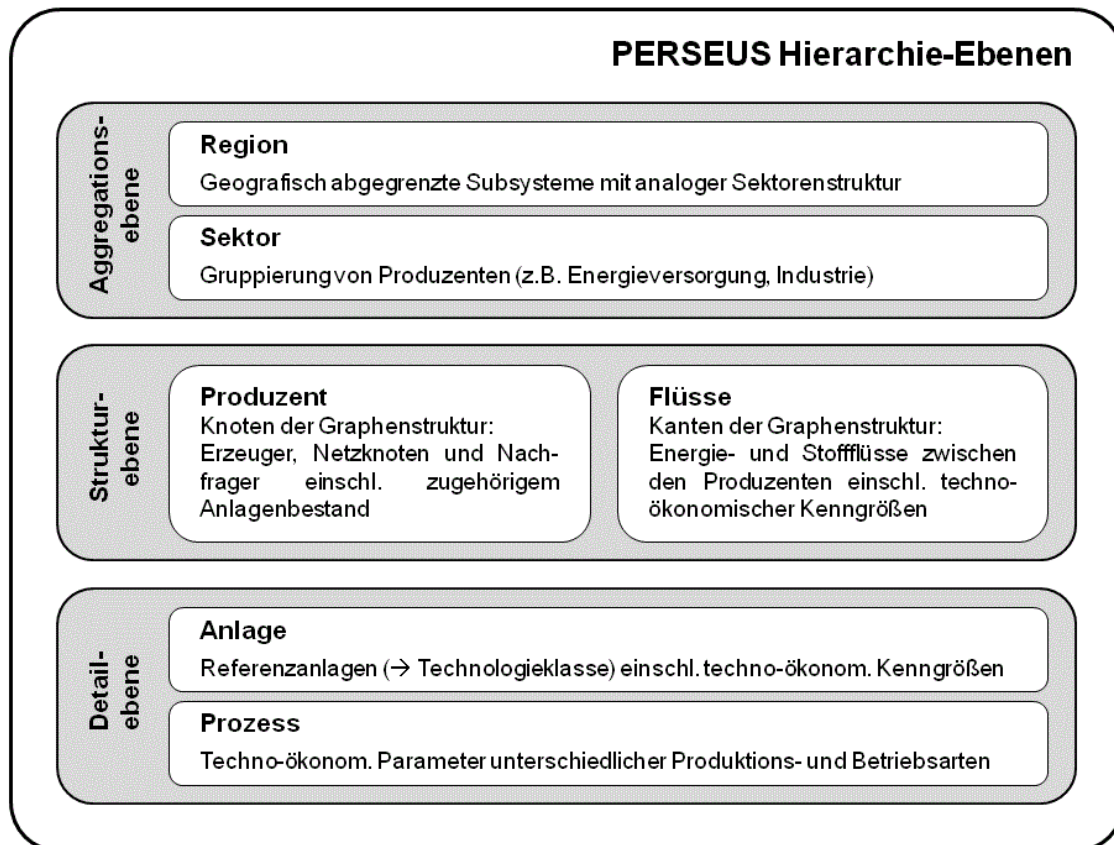 PERSEUS Hierarchie-Ebenen
Aggregations-
ebene
Region
Geografisch abgegrenzte Subsysteme mit analoger Sektorenstruktur
Sektor
Gruppierung von Produzenten (z.B. Energieversorgung, Industrie)
Struktur-
ebene
Produzent
Knoten der Graphenstruktur:
Erzeuger, Netzknoten und Nach-
frager einschl. zugehörigem
Anlagenbestand
Flüsse
Kanten der Graphenstruktur:
Energie- und Stoffflüsse zwischen
den Produzenten einschl. techno-
ökonomischer Kenngrößen
Detail-
ebene
Anlage
Referenzanlagen (→ Technologieklasse) einschl. techno-ökonom. Kenngrößen
Prozess
Techno-ökonom. Parameter unterschiedlicher Produktions- und Betriebsarten